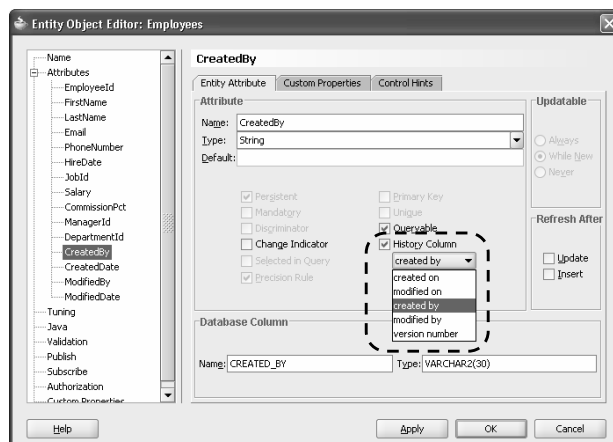 Entity Object Editor: Employees
Name
Attributes
EmployeeId
FirstName
LastName
Email
PhoneNumber
HireDate
JobId
Salary
CommissionPct
ManagerId
DepartmentId
CreatedBy
CreatedDate
ModifiedBy
ModifiedDate
Tuning
Java
Validation
Publish
Subscribe
Authorization
Custom Properties
CreatedBy
Entity Attribute Custom Properties Control Hints
Attribute
Name: CreatedBy
Type: String
Default:
Persistent Primary Key
Mandatory Unique
Discriminator Queryable
Change Indicator History Column
Selected in Query created by
Precision Rule
created on
modified on
created by
modified by
version number
Updatable
Always
While New
Never
Refresh After
Update
Insert
Database Column
Name: CREATED_BY Type: VARCHAR2(30)
Help Apply OK Cancel